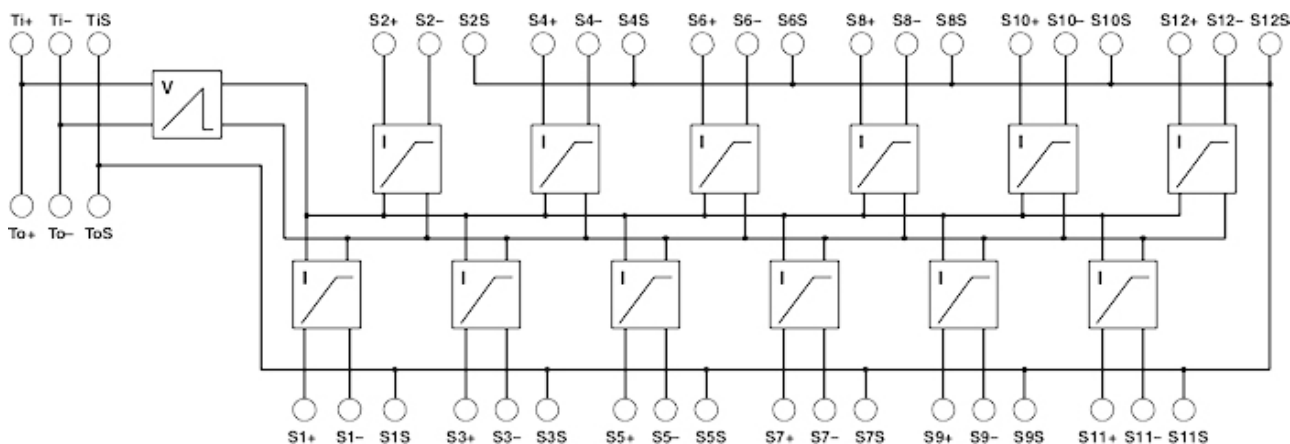 Ti+ Ti− TiS S2+ S2− S2S S4+ S4− S4S S6+ S6− S6S S8+ S8− S8S S10+ S10− S10S S12+ S12− S12S
V
I I I I I I
To+ To− ToS
I I I I I I
S1+ S1− S1S S3+ S3− S3S S5+ S5− S5S S7+ S7− S7S S9+ S9− S9S S11+ S11− S11S